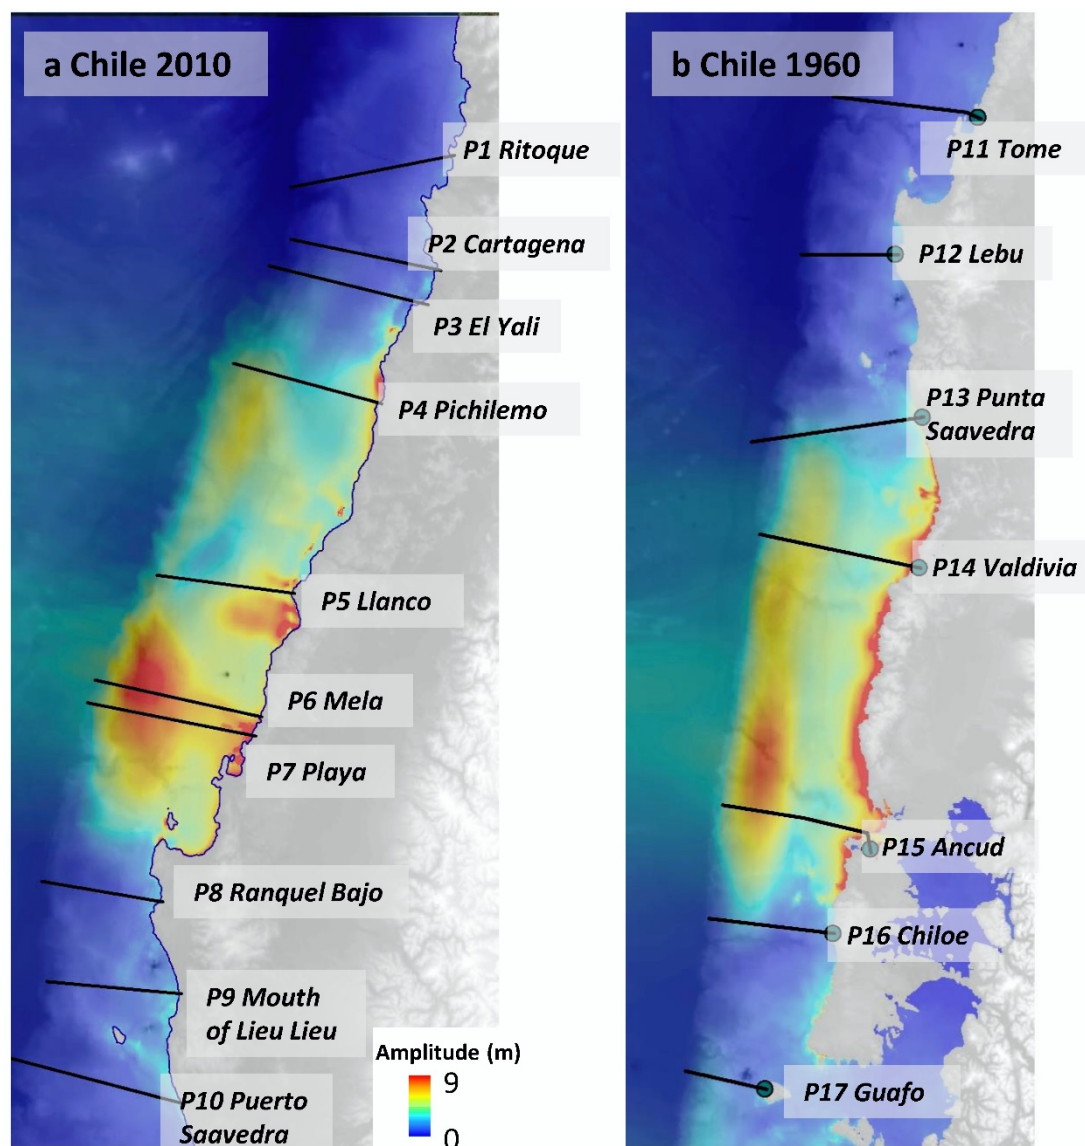 a Chile 2010
P1 Ritoque
P2 Cartagena
P3 El Yali
P4 Pichilemo
P5 Llanco
P6 Mela
P7 Playa
P8 Ranquel Bajo
P9 Mouth
of Lieu Lieu
P10 Puerto
Saavedra
Amplitude (m)
9
0
b Chile 1960
P11 Tome
P12 Lebu
P13 Punta
Saavedra
P14 Valdivia
P15 Ancud
P16 Chiloe
P17 Guafo